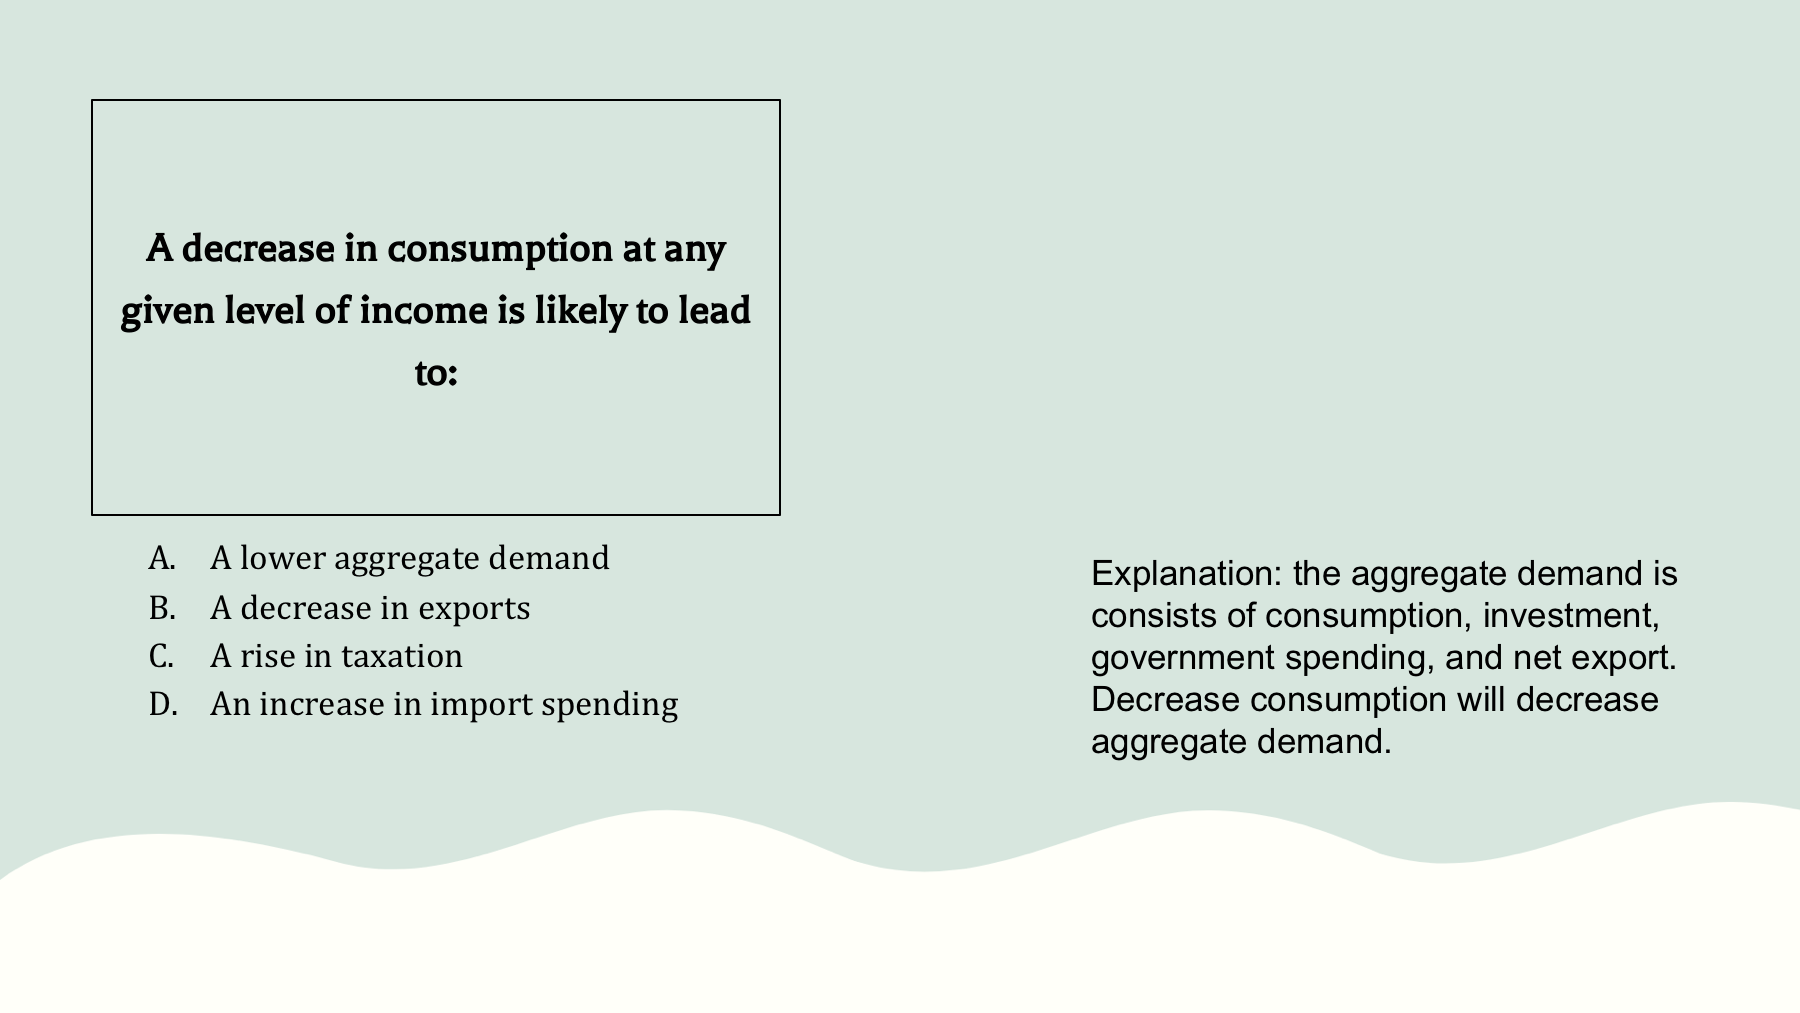 A decrease in consumption at any
given level of income is likely to lead
to:
A. A lower aggregate demand
B. A decrease in exports
C. A rise in taxation
D. An increase in import spending
Explanation: the aggregate demand is
consists of consumption, investment,
government spending, and net export.
Decrease consumption will decrease
aggregate demand.